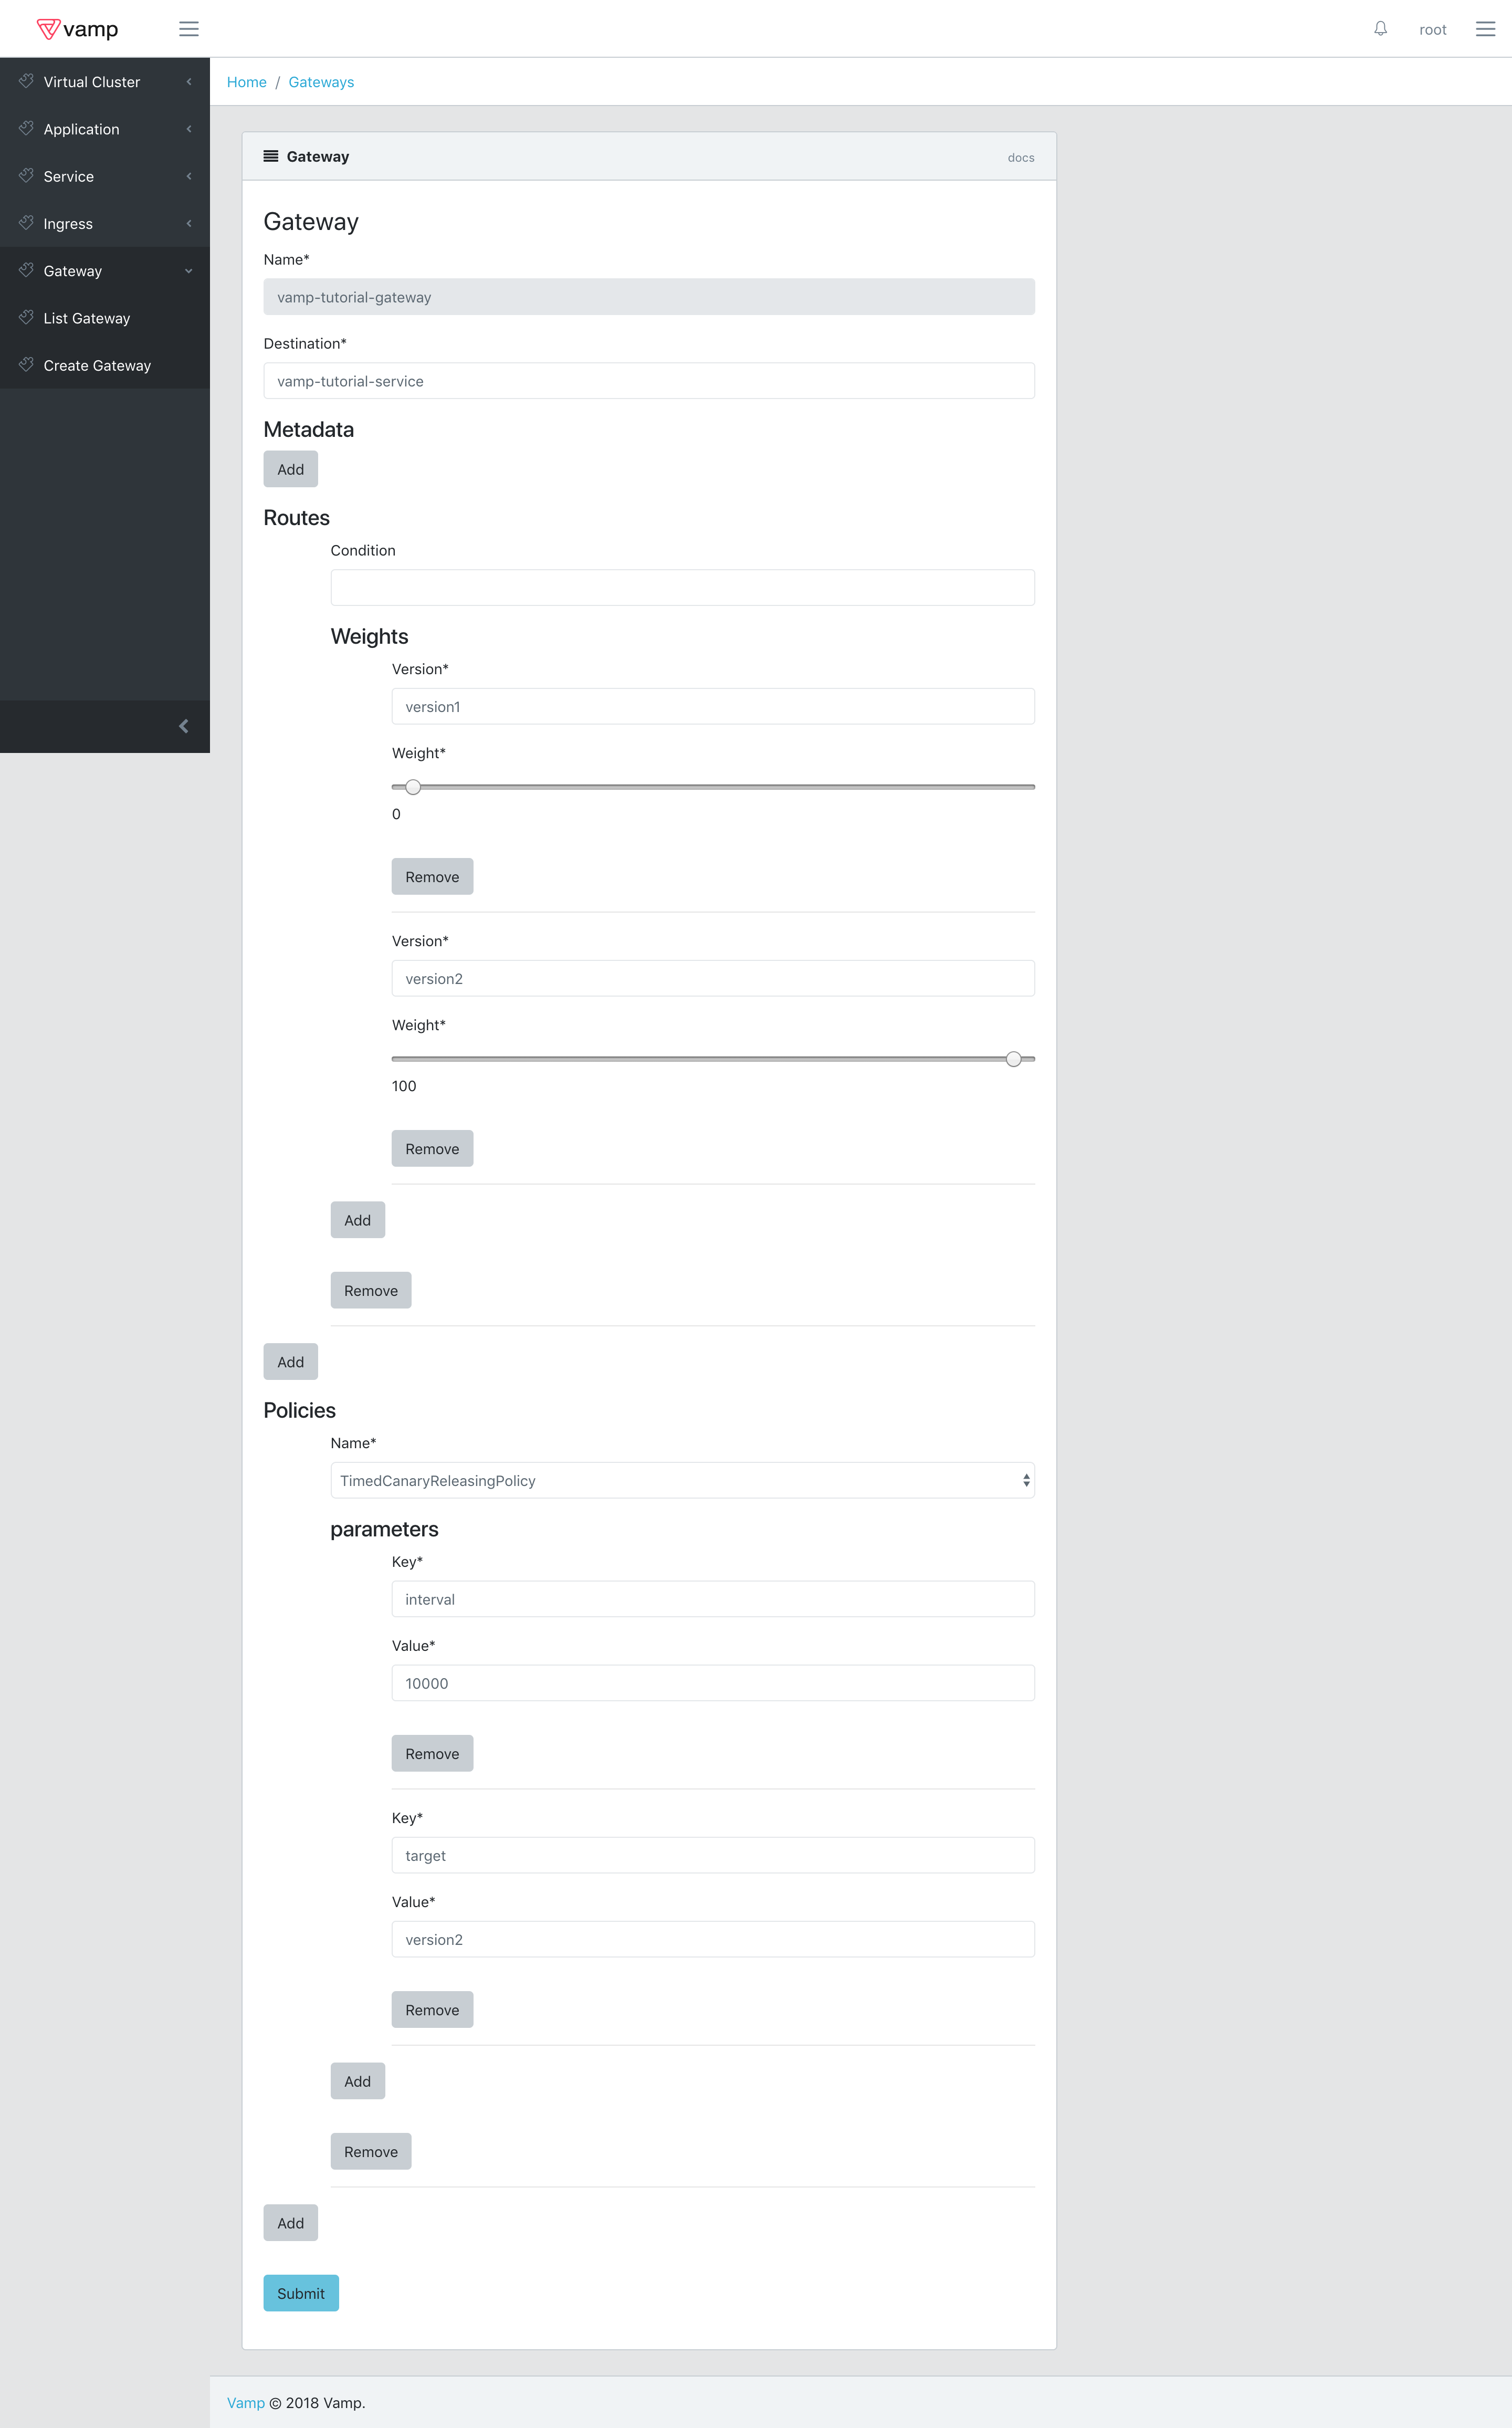 vamp
root
Virtual Cluster
Application
Service
Ingress
Gateway
List Gateway
Create Gateway
Home / Gateways
Gateway
docs
Gateway
Name*
vamp-tutorial-gateway
Destination*
vamp-tutorial-service
Metadata
Add
Routes
Condition
Weights
Version*
version1
Weight*
0
Remove
Version*
version2
Weight*
100
Remove
Add
Remove
Add
Policies
Name*
TimedCanaryReleasingPolicy
parameters
Key*
interval
Value*
10000
Remove
Key*
target
Value*
version2
Remove
Add
Remove
Add
Submit
Vamp © 2018 Vamp.